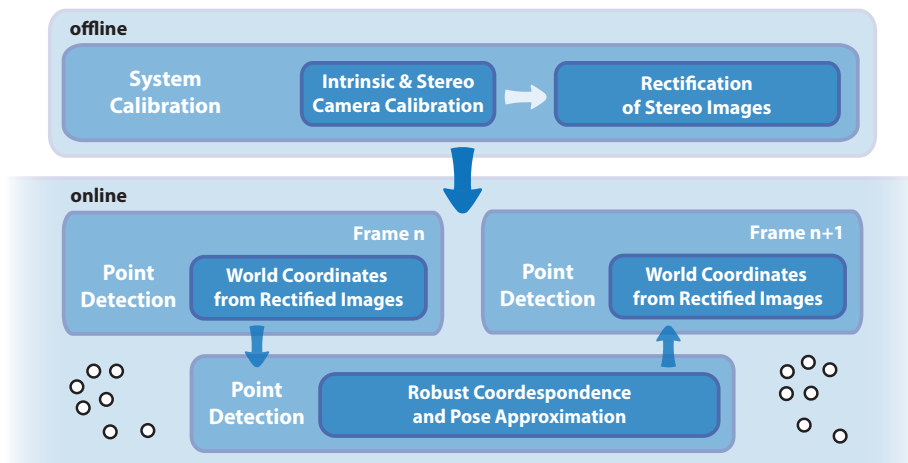 offline
System
Calibration
Intrinsic & Stereo
Camera Calibration
Rectification
of Stereo Images
online
Frame n
Point
Detection
World Coordinates
from Rectified Images
Frame n+1
Point
Detection
World Coordinates
from Rectified Images
Point
Detection
Robust Coordespondence
and Pose Approximation